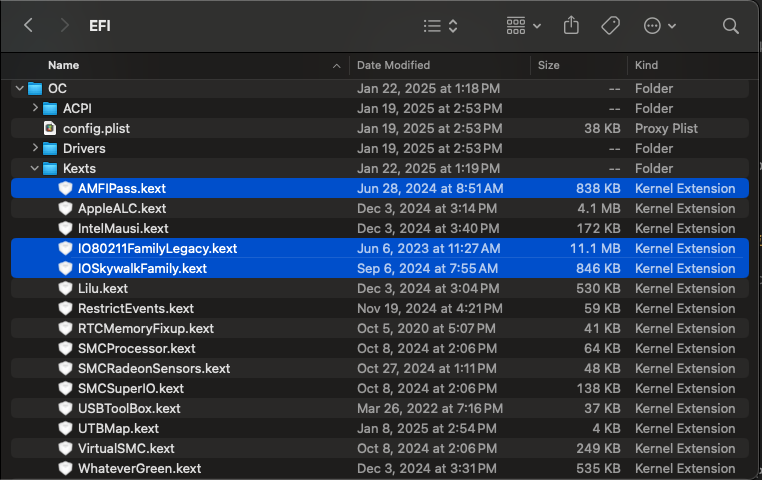 EFI
Name Date Modified Size Kind
OC Jan 22, 2025 at 1:18 PM -- Folder
ACPI Jan 19, 2025 at 2:53 PM -- Folder
config.plist Jan 19, 2025 at 2:53 PM 38 KB Proxy Plist
Drivers Jan 19, 2025 at 2:53 PM -- Folder
Kexts Jan 22, 2025 at 1:19 PM -- Folder
AMFIPass.kext Jun 28, 2024 at 8:51 AM 838 KB Kernel Extension
AppleALC.kext Dec 3, 2024 at 3:14 PM 4.1 MB Kernel Extension
IntelMausi.kext Dec 3, 2024 at 3:40 PM 172 KB Kernel Extension
IO80211FamilyLegacy.kext Jun 6, 2023 at 11:27 AM 11.1 MB Kernel Extension
IOSkywalkFamily.kext Sep 6, 2024 at 7:55 AM 846 KB Kernel Extension
Lilu.kext Dec 3, 2024 at 3:04 PM 530 KB Kernel Extension
RestrictEvents.kext Nov 19, 2024 at 4:21 PM 59 KB Kernel Extension
RTCMemoryFixup.kext Oct 5, 2020 at 5:07 PM 41 KB Kernel Extension
SMCProcessor.kext Oct 8, 2024 at 2:06 PM 64 KB Kernel Extension
SMCRadeonSensors.kext Oct 27, 2024 at 1:11 PM 48 KB Kernel Extension
SMCSuperIO.kext Oct 8, 2024 at 2:06 PM 138 KB Kernel Extension
USBToolBox.kext Mar 26, 2022 at 7:16 PM 37 KB Kernel Extension
UTBMap.kext Jan 8, 2025 at 2:54 PM 4 KB Kernel Extension
VirtualSMC.kext Oct 8, 2024 at 2:06 PM 249 KB Kernel Extension
WhateverGreen.kext Dec 3, 2024 at 3:31 PM 535 KB Kernel Extension